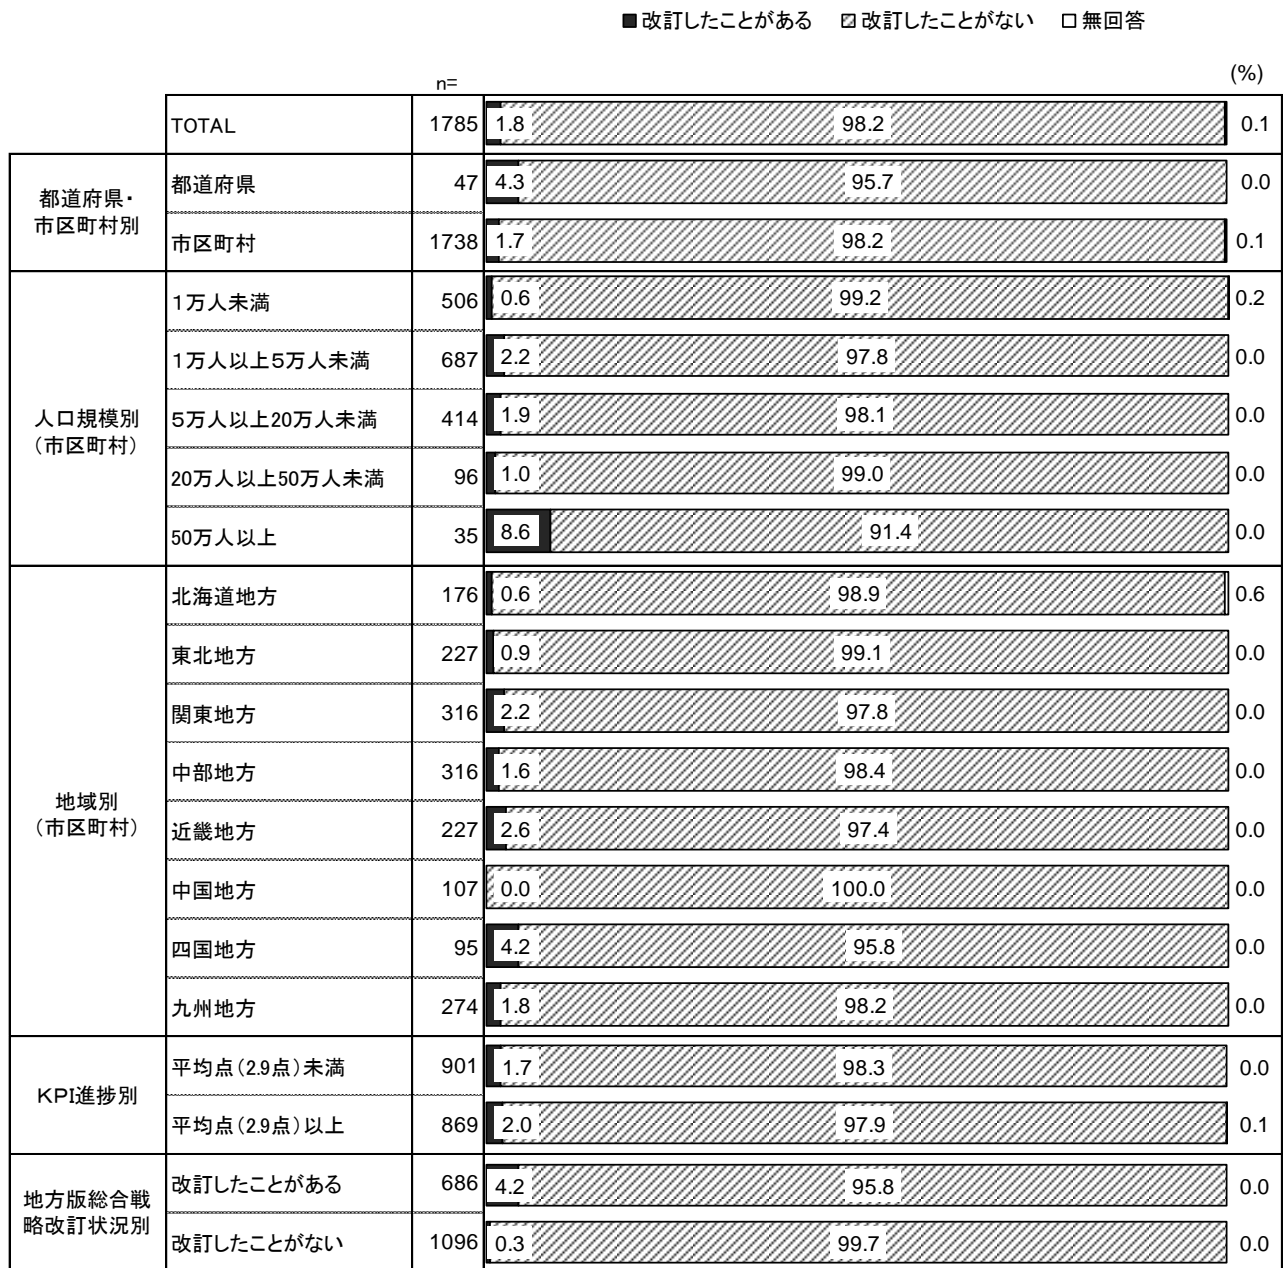 ■改訂したことがある ▨改訂したことがない □無回答
(%)
n=
TOTAL 1785 1.8 98.2 0.1
都道府県・
市区町村別
都道府県 47 4.3 95.7 0.0
市区町村 1738 1.7 98.2 0.1
人口規模別
（市区町村）
1万人未満 506 0.6 99.2 0.2
1万人以上5万人未満 687 2.2 97.8 0.0
5万人以上20万人未満 414 1.9 98.1 0.0
20万人以上50万人未満 96 1.0 99.0 0.0
50万人以上 35 8.6 91.4 0.0
地域別
（市区町村）
北海道地方 176 0.6 98.9 0.6
東北地方 227 0.9 99.1 0.0
関東地方 316 2.2 97.8 0.0
中部地方 316 1.6 98.4 0.0
近畿地方 227 2.6 97.4 0.0
中国地方 107 0.0 100.0 0.0
四国地方 95 4.2 95.8 0.0
九州地方 274 1.8 98.2 0.0
KPI進捗別
平均点（2.9点）未満 901 1.7 98.3 0.0
平均点（2.9点）以上 869 2.0 97.9 0.1
地方版総合戦
略改訂状況別
改訂したことがある 686 4.2 95.8 0.0
改訂したことがない 1096 0.3 99.7 0.0